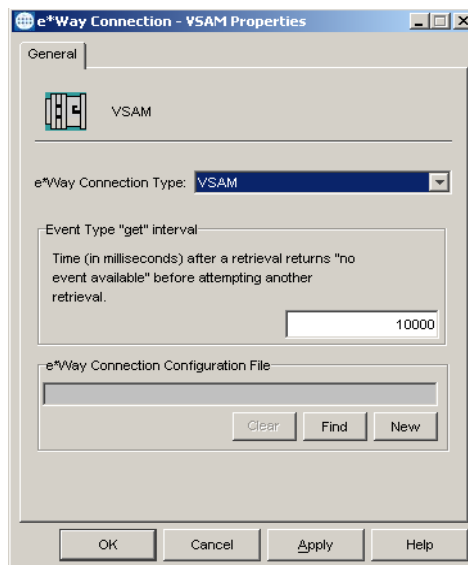 e*Way Connection - VSAM Properties
General
VSAM
e*Way Connection Type: VSAM
Event Type "get" interval
Time (in milliseconds) after a retrieval returns "no
event available" before attempting another
retrieval.
10000
e*Way Connection Configuration File
Clear Find New
OK Cancel Apply Help